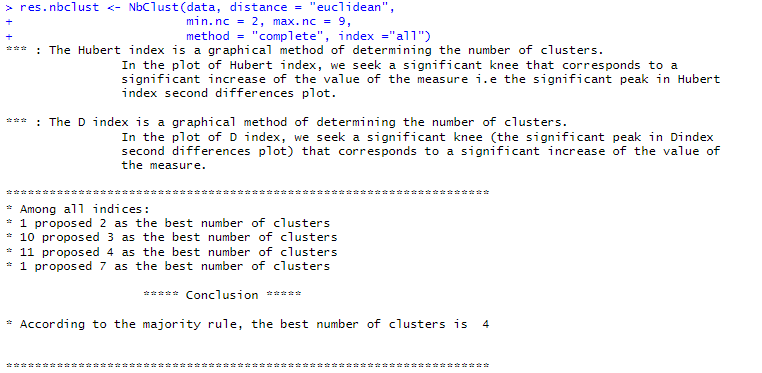 > res.nbclust <- NbClust(data, distance = "euclidean",
+                        min.nc = 2, max.nc = 9,
+                        method = "complete", index ="all")
*** : The Hubert index is a graphical method of determining the number of clusters.
                In the plot of Hubert index, we seek a significant knee that corresponds to a
                significant increase of the value of the measure i.e the significant peak in Hubert
                index second differences plot.

*** : The D index is a graphical method of determining the number of clusters.
                In the plot of D index, we seek a significant knee (the significant peak in Dindex
                second differences plot) that corresponds to a significant increase of the value of
                the measure.

*******************************************************************
* Among all indices:
* 1 proposed 2 as the best number of clusters
* 10 proposed 3 as the best number of clusters
* 11 proposed 4 as the best number of clusters
* 1 proposed 7 as the best number of clusters

                   ***** Conclusion *****

* According to the majority rule, the best number of clusters is  4


*******************************************************************